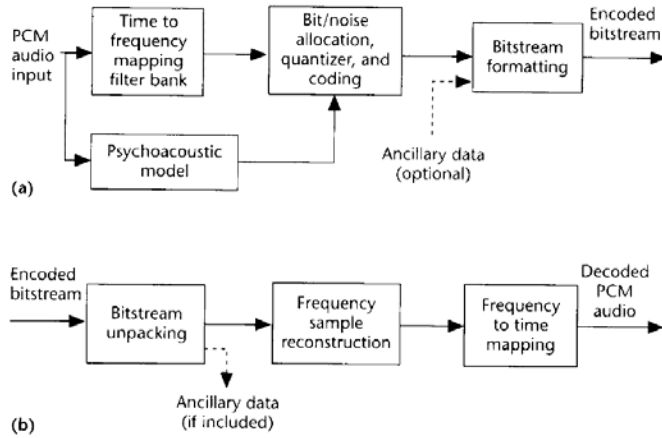 PCM
audio
input
Time to
frequency
mapping
filter bank
Bit/noise
allocation,
quantizer, and
coding
Bitstream
formatting
Encoded
bitstream
Psychoacoustic
model
Ancillary data
(optional)
(a)
Encoded
bitstream
Bitstream
unpacking
Frequency
sample
reconstruction
Frequency
to time
mapping
Decoded
PCM
audio
Ancillary data
(if included)
(b)